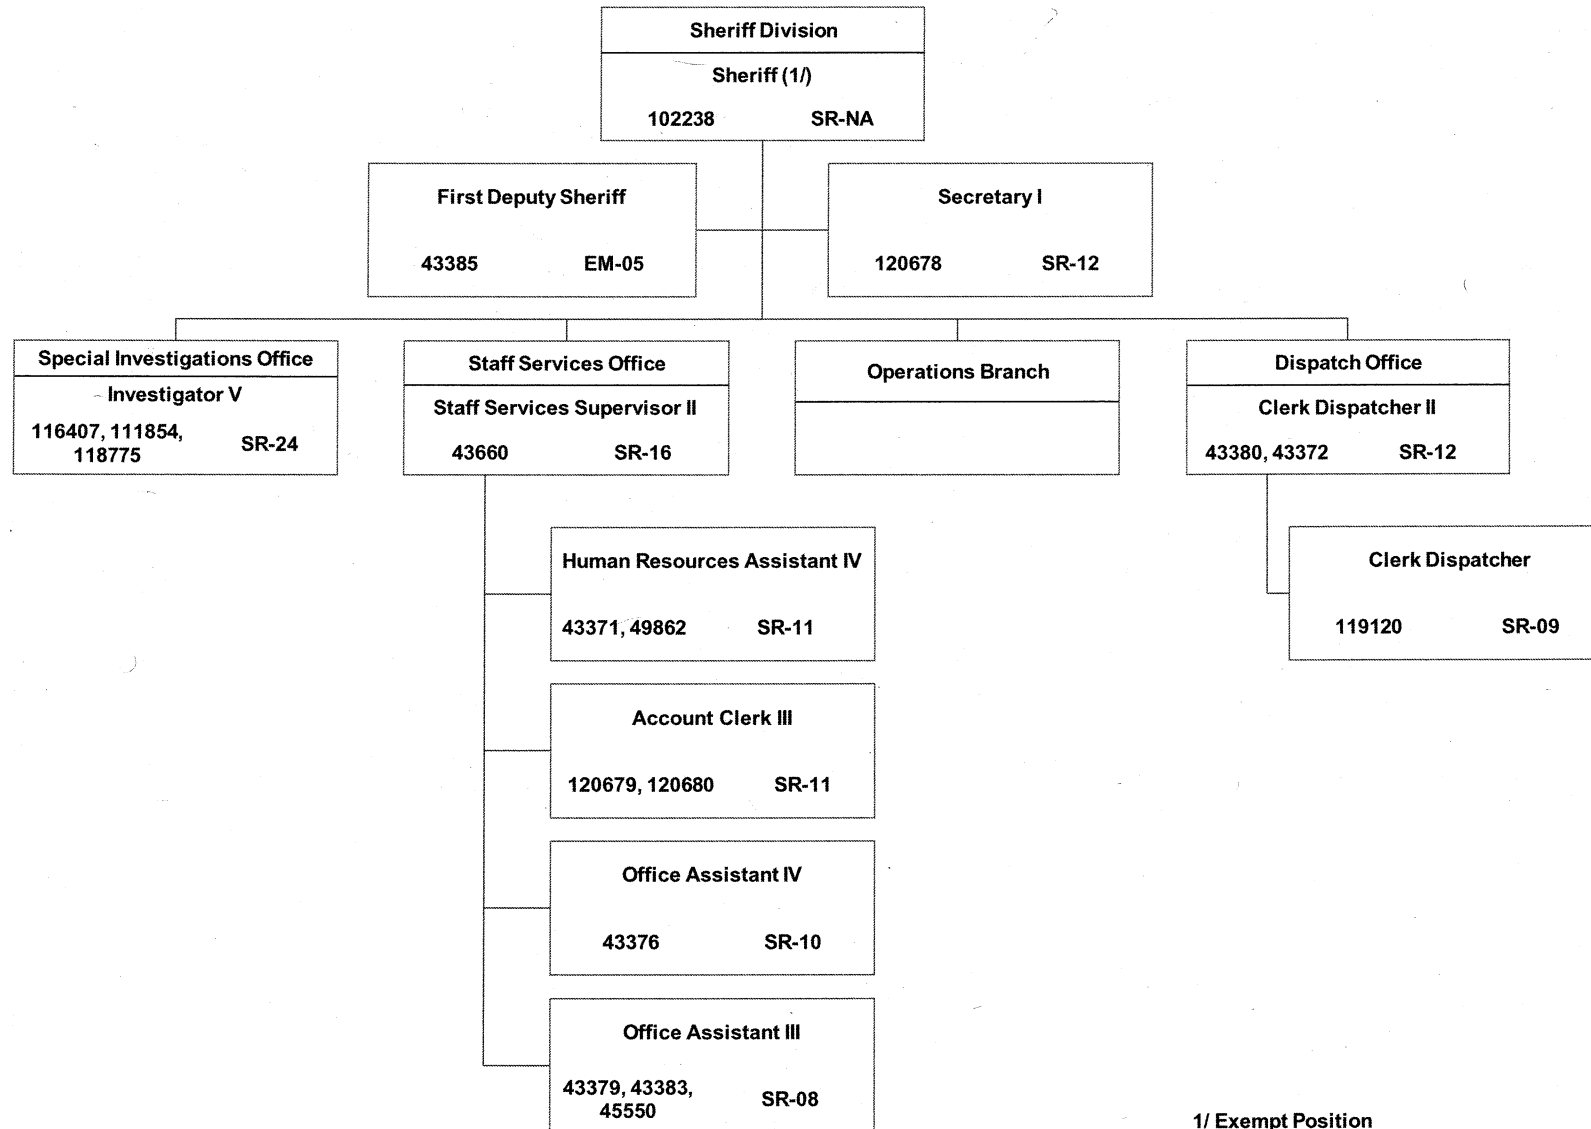 Sheriff Division
Sheriff (1/)
102238 SR-NA
First Deputy Sheriff
43385 EM-05
Secretary I
120678 SR-12
Special Investigations Office
Investigator V
116407, 111854,
118775
SR-24
Staff Services Office
Staff Services Supervisor II
43660 SR-16
Operations Branch
Dispatch Office
Clerk Dispatcher II
43380, 43372 SR-12
Human Resources Assistant IV
43371, 49862 SR-11
Account Clerk III
120679, 120680 SR-11
Office Assistant IV
43376 SR-10
Office Assistant III
43379, 43383,
45550
SR-08
Clerk Dispatcher
119120 SR-09
1/ Exempt Position